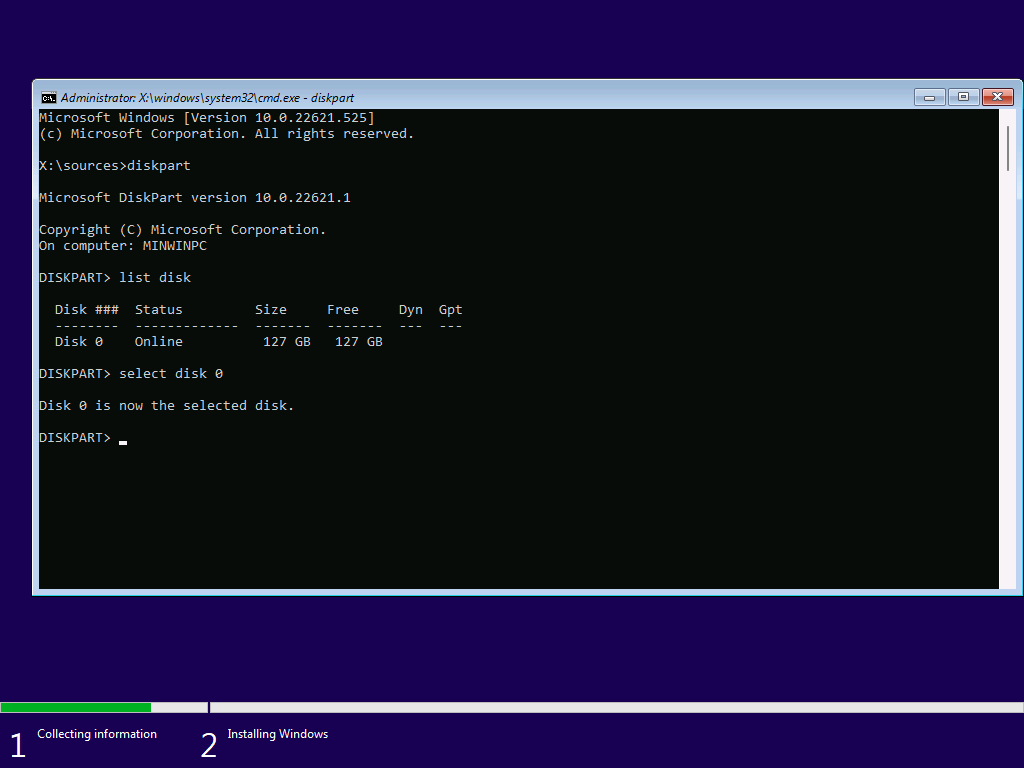 Administrator: X:\windows\system32\cmd.exe - diskpart
Microsoft Windows [Version 10.0.22621.525]
(c) Microsoft Corporation. All rights reserved.
X:\sources>diskpart
Microsoft DiskPart version 10.0.22621.1
Copyright (C) Microsoft Corporation.
On computer: MINWINPC
DISKPART> list disk
  Disk ###  Status         Size     Free     Dyn  Gpt
  --------  -------------  -------  -------  ---  ---
  Disk 0    Online          127 GB   127 GB
DISKPART> select disk 0
Disk 0 is now the selected disk.
DISKPART>
1 Collecting information 2 Installing Windows